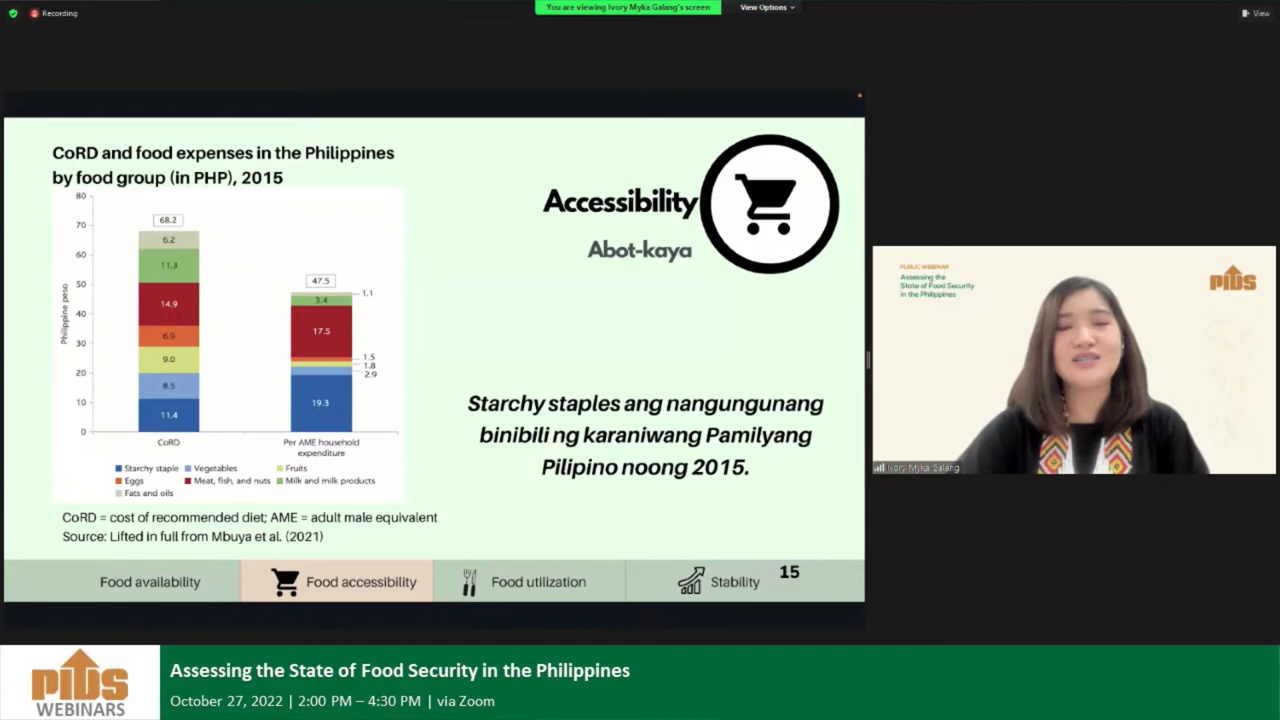 Recording
You are viewing Ivory Myka Galang's screen
View Options
View
CoRD and food expenses in the Philippines
by food group (in PHP), 2015
80
70
60
50
40
30
20
10
0
Philippine peso
68.2
6.2
11.3
14.9
6.9
9.0
8.5
11.4
47.5
1.1
3.4
17.5
1.5
1.8
2.9
19.3
CoRD
Per AME household
expenditure
Starchy staple Vegetables Fruits
Eggs Meat, fish, and nuts Milk and milk products
Fats and oils
CoRD = cost of recommended diet; AME = adult male equivalent
Source: Lifted in full from Mbuya et al. (2021)
Accessibility
Abot-kaya
Starchy staples ang nangungunang
binibili ng karaniwang Pamilyang
Pilipino noong 2015.
Food availability Food accessibility Food utilization Stability 15
PUBLIC WEBINAR
Assessing the
State of Food Security
in the Philippines
PIDS
Ivory Myka Galang
PIDS
WEBINARS
Assessing the State of Food Security in the Philippines
October 27, 2022 | 2:00 PM – 4:30 PM | via Zoom